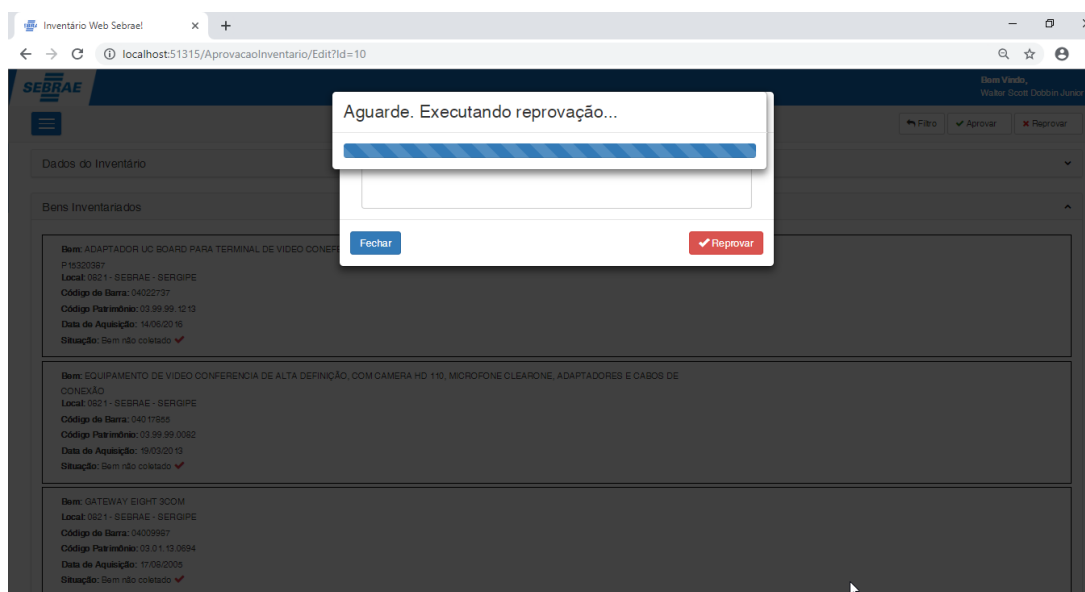 Inventário Web Sebrae!
localhost:51315/AprovacaoInventario/Edit?Id=10
SEBRAE
Bem Vindo,
Walter Scott Dobbin Junior
Aguarde. Executando reprovação...
Filtro
Aprovar
Reprovar
Dados do Inventário
Fechar
Reprovar
Bens Inventariados
Bem: ADAPTADOR UC BOARD PARA TERMINAL DE VIDEO CONFE
P15320397
Local: 0821 - SEBRAE - SERGIPE
Código de Barra: 04022737
Código Patrimônio: 03.99.99.1213
Data de Aquisição: 14/06/2016
Situação: Bem não coletado
Bem: EQUIPAMENTO DE VIDEO CONFERENCIA DE ALTA DEFINIÇÃO, COM CAMERA HD 110, MICROFONE CLEARONE, ADAPTADORES E CABOS DE
CONEXÃO
Local: 0821 - SEBRAE - SERGIPE
Código de Barra: 04017955
Código Patrimônio: 03.99.99.0092
Data de Aquisição: 19/03/2013
Situação: Bem não coletado
Bem: GATEWAY EIGHT 3COM
Local: 0821 - SEBRAE - SERGIPE
Código de Barra: 04009967
Código Patrimônio: 03.01.13.0694
Data de Aquisição: 17/08/2005
Situação: Bem não coletado